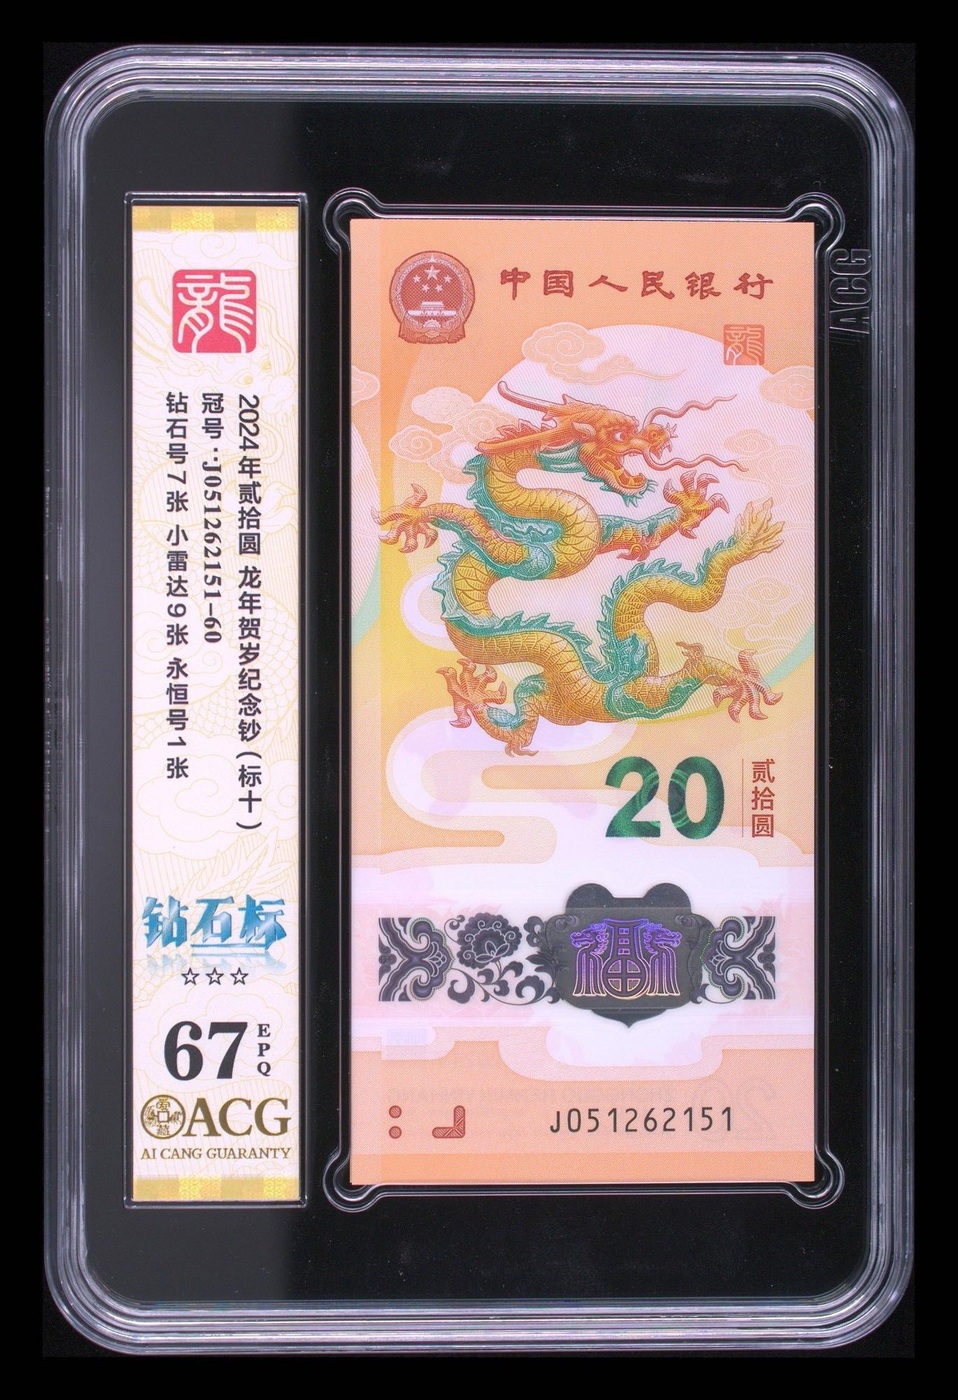 龍
2024年贰拾圆 龙年贺岁纪念钞(标十)
冠号:J051262151-60
钻石号7张 小雷达9张 永恒号1张
钻石标
☆☆☆
67
EPQ
ACG
AI CANG GUARANTY
中国人民银行
龍
20
贰拾圆
福
J051262151
ACG